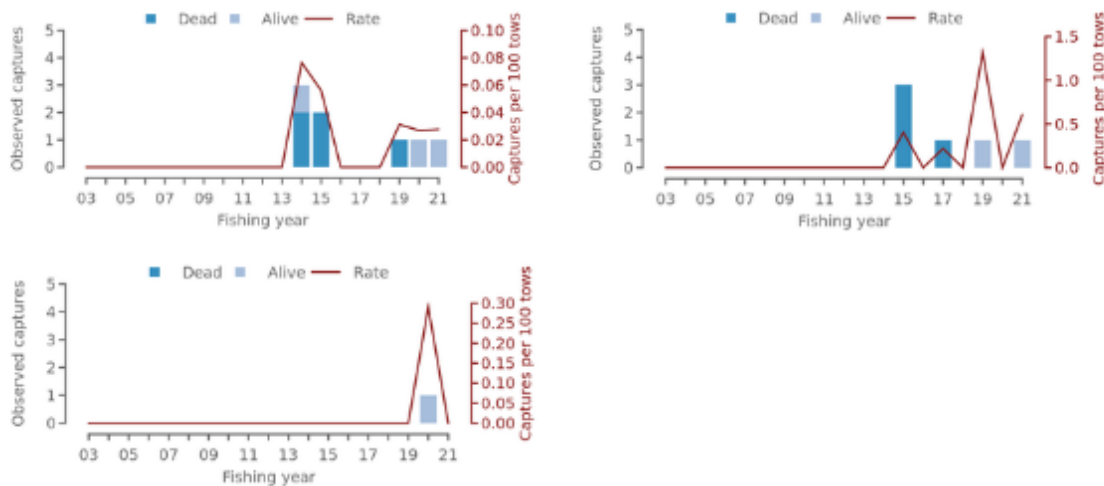 Dead Alive Rate
Observed captures
5
4
3
2
1
0
Captures per 100 tows
0.10
0.08
0.06
0.04
0.02
0.00
03 05 07 09 11 13 15 17 19 21
Fishing year
Dead Alive Rate
Observed captures
5
4
3
2
1
0
Captures per 100 tows
1.5
1.0
0.5
0.0
03 05 07 09 11 13 15 17 19 21
Fishing year
Dead Alive Rate
Observed captures
5
4
3
2
1
0
Captures per 100 tows
0.30
0.25
0.20
0.15
0.10
0.05
0.00
03 05 07 09 11 13 15 17 19 21
Fishing year